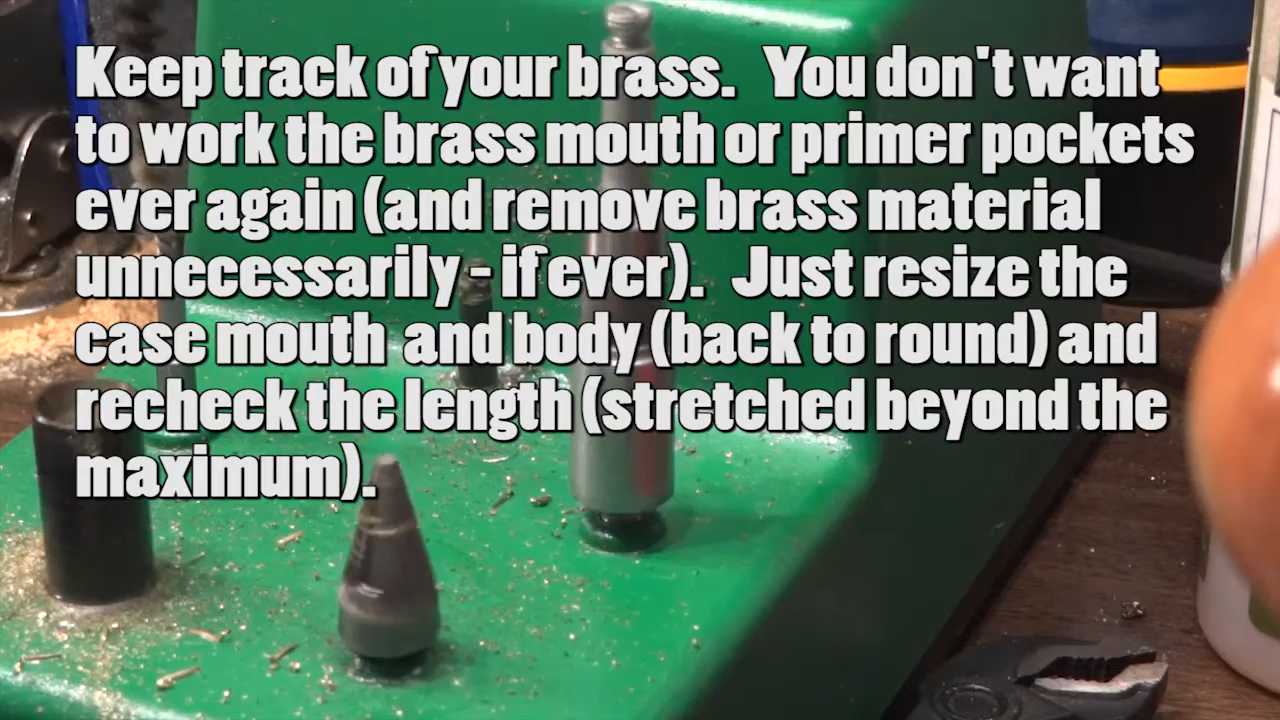 Keep track of your brass. You don't want
to work the brass mouth or primer pockets
ever again (and remove brass material
unnecessarily - if ever). Just resize the
case mouth and body (back to round) and
recheck the length (stretched beyond the
maximum).